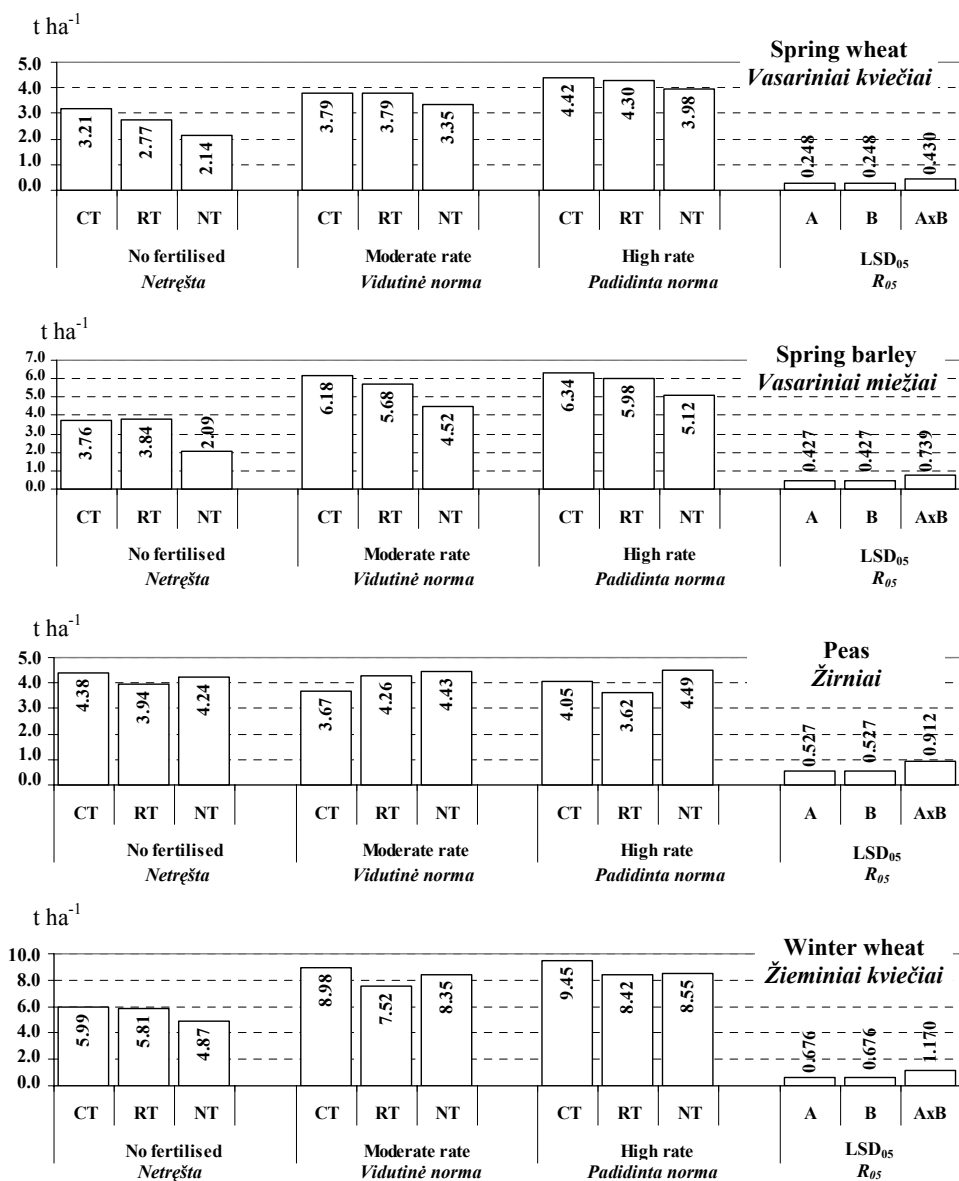 t ha-1
Spring wheat
Vasariniai kviečiai
5.0
4.0
3.0
2.0
1.0
0.0
3.21 2.77 2.14 3.79 3.79 3.35 4.42 4.30 3.98 0.248 0.248 0.430
CT RT NT CT RT NT CT RT NT A B AxB
No fertilised Moderate rate High rate LSD05
Netręšta Vidutinė norma Padidinta norma R05
t ha-1
Spring barley
Vasariniai miežiai
7.0
6.0
5.0
4.0
3.0
2.0
1.0
0.0
3.76 3.84 2.09 6.18 5.68 4.52 6.34 5.98 5.12 0.427 0.427 0.739
CT RT NT CT RT NT CT RT NT A B AxB
No fertilised Moderate rate High rate LSD05
Netręšta Vidutinė norma Padidinta norma R05
t ha-1
Peas
Žirniai
5.0
4.0
3.0
2.0
1.0
0.0
4.38 3.94 4.24 3.67 4.26 4.43 4.05 3.62 4.49 0.527 0.527 0.912
CT RT NT CT RT NT CT RT NT A B AxB
No fertilised Moderate rate High rate LSD05
Netręšta Vidutinė norma Padidinta norma R05
t ha-1
Winter wheat
Žieminiai kviečiai
10.0
8.0
6.0
4.0
2.0
0.0
5.99 5.81 4.87 8.98 7.52 8.35 9.45 8.42 8.55 0.676 0.676 1.170
CT RT NT CT RT NT CT RT NT A B AxB
No fertilised Moderate rate High rate LSD05
Netręšta Vidutinė norma Padidinta norma R05